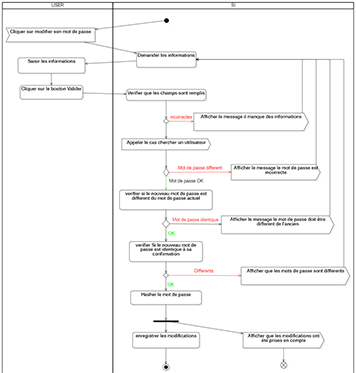 USER
SI
Cliquer sur modifier son mot de passe
Demander les informations
Saisir les informations
Cliquer sur le bouton Valider
Verifier que les champs sont remplis
incorrectes
Afficher le message il manque des informations
Appeler le cas chercher un utilisateur
Mot de passe different
Afficher le message le mot de passe est
incorrecte
Mot de passe OK
verifier si le nouveau mot de passe est
different du mot de passe actuel
Mot de passe identique
Afficher le message le mot de passe doit être
different de l'ancien
OK
verifier Si le nouveau mot de
passe est identique à sa
confirmation
Differents
Afficher que les mots de passe sont differents
OK
Hasher le mot de passe
enregistrer les modifications
Afficher que les modifications ont
été prises en compte